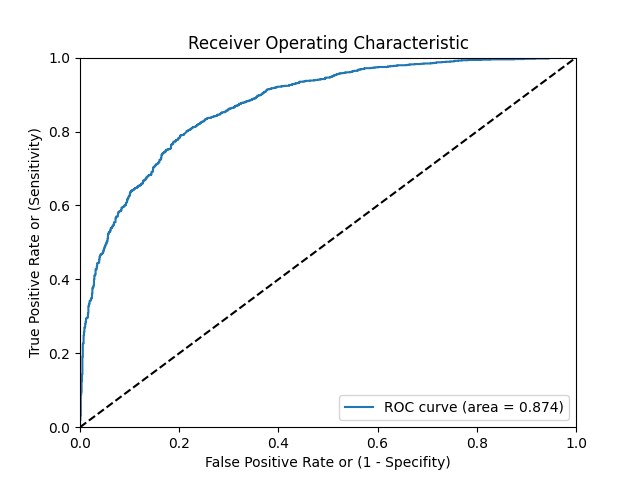 Receiver Operating Characteristic
True Positive Rate or (Sensitivity)
1.0
0.8
0.6
0.4
0.2
0.0
ROC curve (area = 0.874)
0.0 0.2 0.4 0.6 0.8 1.0
False Positive Rate or (1 - Specifity)